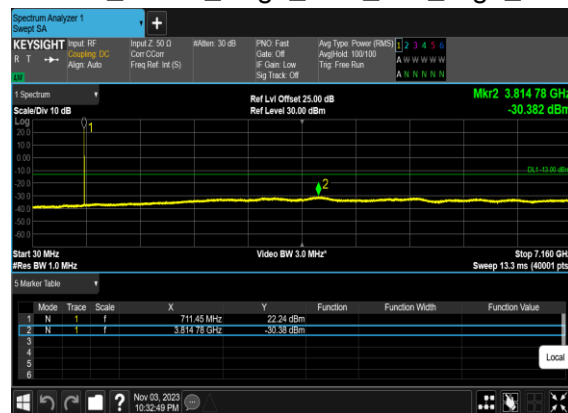 Spectrum Analyzer 1
Swept SA
KEYSIGHT Input: RF Input Z: 50 Ω #Atten: 30 dB PNO: Fast Avg Type: Power (RMS) 1 2 3 4 5 6
R T Coupling: DC Corr CCorr Gate: Off Avg|Hold: 100/100 A W W W W W
Align: Auto Freq Ref: Int (S) IF Gain: Low Trig: Free Run
Sig Track: Off A N N N N N
1 Spectrum Ref Lvl Offset 25.00 dB Mkr2 3.814 78 GHz
Scale/Div 10 dB Ref Level 30.00 dBm -30.382 dBm
Log
1
20.0
10.0
0.00
-10.0 DL1 -13.00 dBm
-20.0 2
-30.0
-40.0
-50.0
-60.0
Start 30 MHz Video BW 3.0 MHz* Stop 7.160 GHz
#Res BW 1.0 MHz Sweep 13.3 ms (40001 pts)
5 Marker Table
Mode Trace Scale X Y Function Function Width Function Value
1 N 1 f 711.45 MHz 22.24 dBm
2 N 1 f 3.814 78 GHz -30.38 dBm
3
4
5
6
Local
? Nov 03, 2023
10:32:49 PM